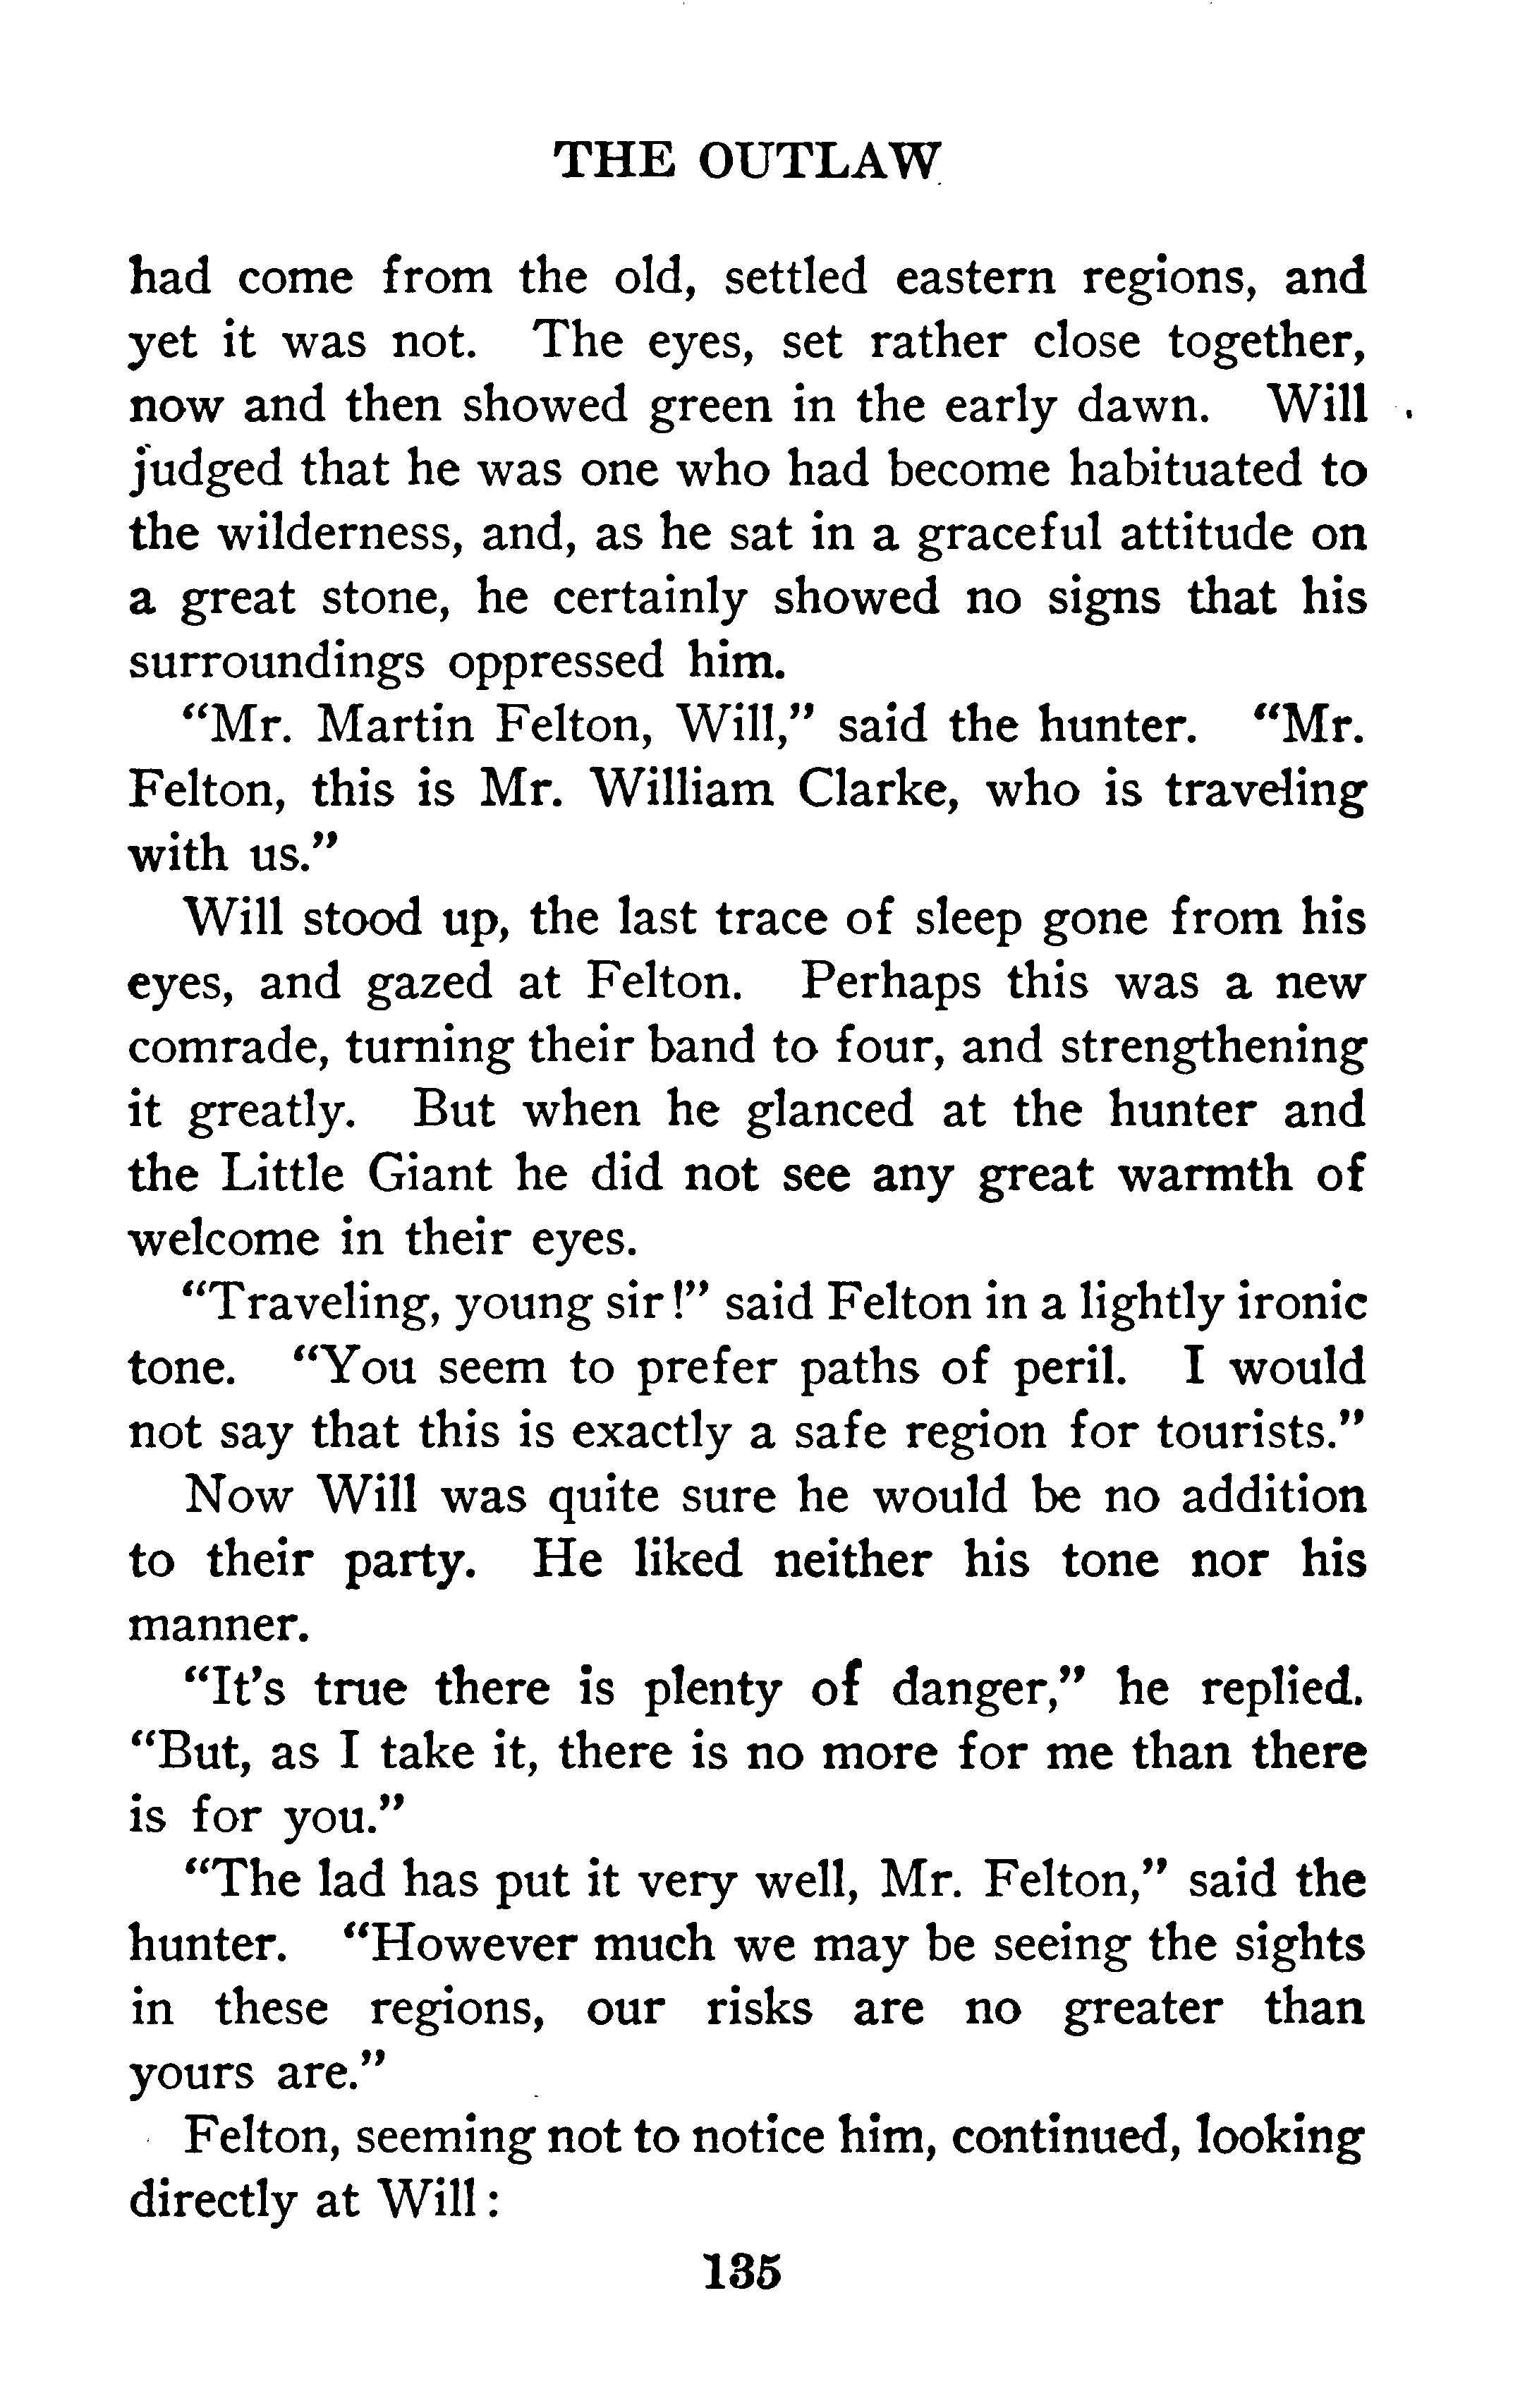 THE OUTLAW
had come from the old, settled eastern regions, and
yet it was not. The eyes, set rather close together,
now and then showed green in the early dawn. Will
judged that he was one who had become habituated to
the wilderness, and, as he sat in a graceful attitude on
a great stone, he certainly showed no signs that his
surroundings oppressed him.
“Mr. Martin Felton, Will,” said the hunter. “Mr.
Felton, this is Mr. William Clarke, who is traveling
with us.”
Will stood up, the last trace of sleep gone from his
eyes, and gazed at Felton. Perhaps this was a new
comrade, turning their band to four, and strengthening
it greatly. But when he glanced at the hunter and
the Little Giant he did not see any great warmth of
welcome in their eyes.
“Traveling, young sir!” said Felton in a lightly ironic
tone. “You seem to prefer paths of peril. I would
not say that this is exactly a safe region for tourists.”
Now Will was quite sure he would be no addition
to their party. He liked neither his tone nor his
manner.
“It’s true there is plenty of danger,” he replied.
“But, as I take it, there is no more for me than there
is for you.”
“The lad has put it very well, Mr. Felton,” said the
hunter. “However much we may be seeing the sights
in these regions, our risks are no greater than
yours are.”
Felton, seeming not to notice him, continued, looking
directly at Will:
135